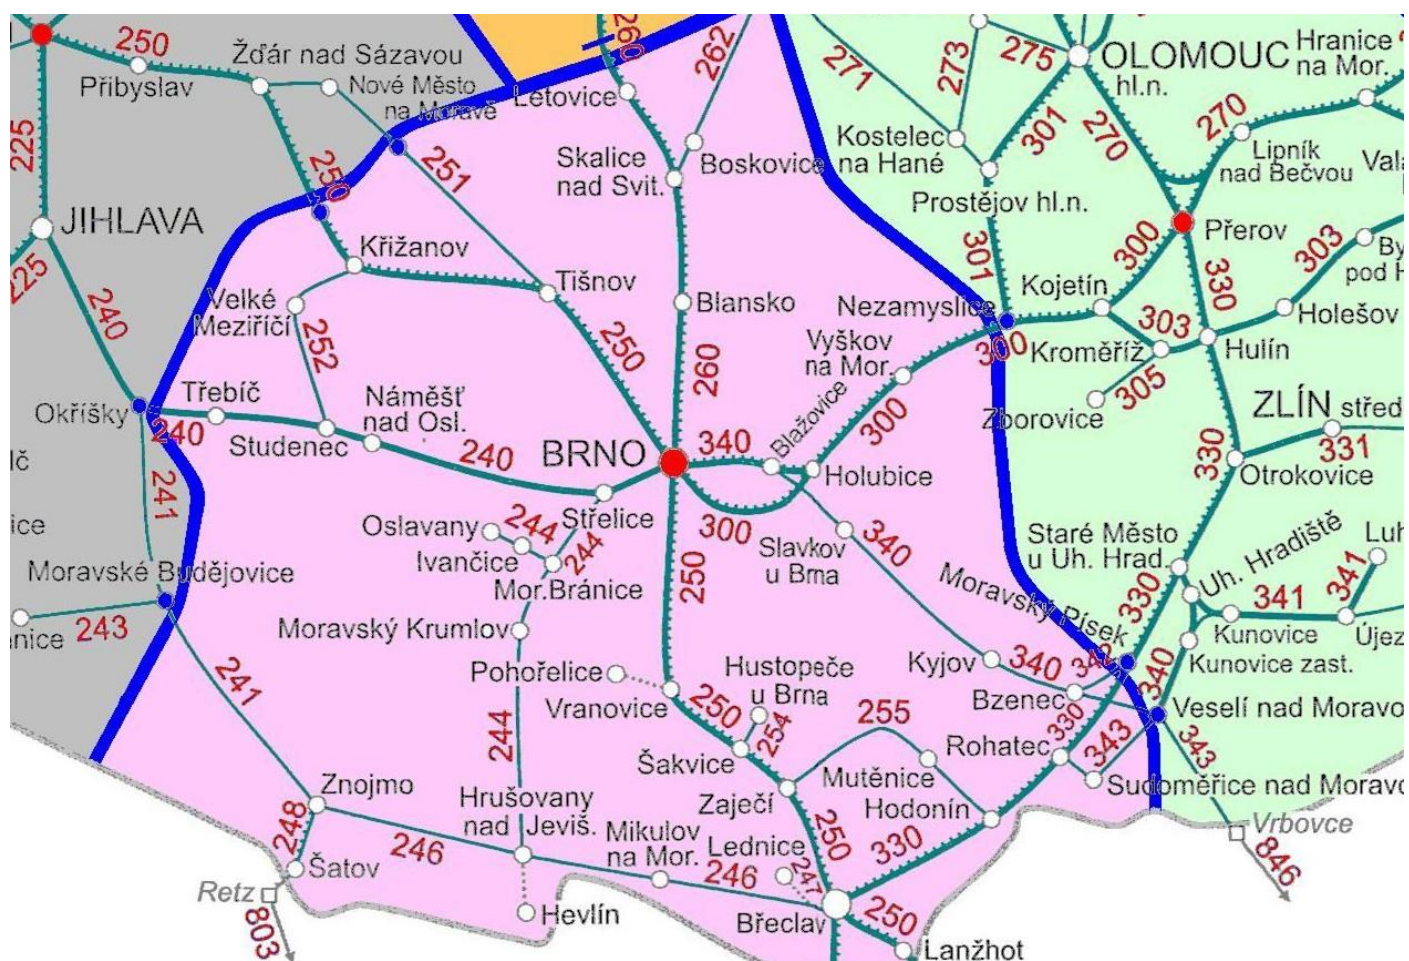 250
Žďár nad Sázavou
Přibyslav
Nové Město
na Moravě
225
JIHLAVA
225
240
250
251
Křižanov
Velké
Meziříčí
252
Tišnov
250
260
262
Letovice
Skalice
nad Svit.
Boskovice
Blansko
260
271
273
275
OLOMOUC
hl.n.
Hranice
na Mor.
Kostelec
na Hané
301
270
270
Lipník
nad Bečvou
Prostějov hl.n.
301
300
Přerov
303
Kojetín
330
Nezamyslice
300
Vyškov
na Mor.
303
Holešov
Kroměříž
Hulín
305
Zborovice
ZLÍN
331
330
Otrokovice
Okříšky
Třebíč
240
Studenec
Náměšť
nad Osl.
240
BRNO
340
Blažovice
300
Holubice
Střelice
300
Slavkov
u Brna
340
241
Oslavany
244
Ivančice
244
Mor.Bránice
250
Moravské Budějovice
243
Moravský Krumlov
Pohořelice
Vranovice
241
244
Hustopeče
u Brna
250
254
Šakvice
255
Zaječí
Mutěnice
Hodonín
Staré Město
u Uh. Hrad.
Uh. Hradiště
330
341
341
Kunovice
Kunovice zast.
Moravský Písek
Kyjov
340
342
340
Bzenec
Veselí nad Moravo
330
343
343
Rohatec
Sudoměřice nad Moravo
Vrbovce
846
Znojmo
248
Šatov
Retz
803
246
Hrušovany
nad Jeviš.
Mikulov
na Mor.
Lednice
246
247
250
330
Hevlín
Břeclav
250
Lanžhot